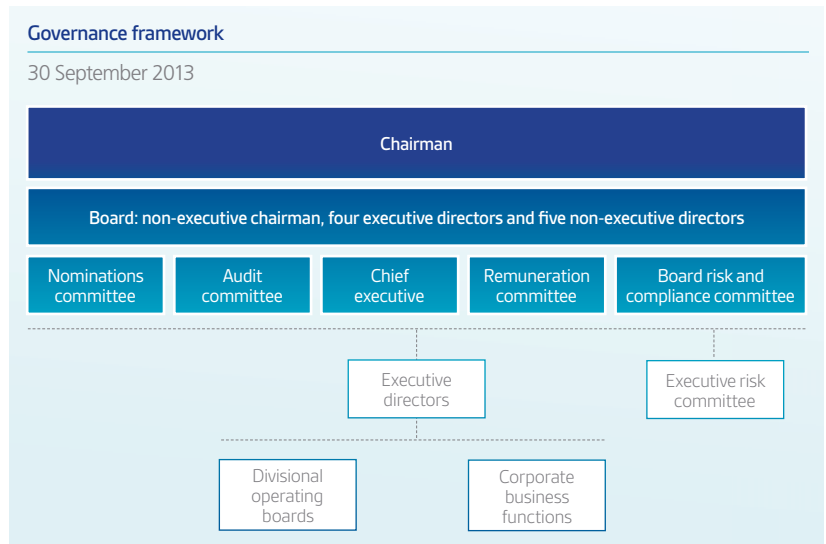 Governance framework
30 September 2013
Chairman
Board: non-executive chairman, four executive directors and five non-executive directors
Nominations
committee
Audit
committee
Chief
executive
Remuneration
committee
Board risk and
compliance committee
Executive
directors
Executive risk
committee
Divisional
operating
boards
Corporate
business
functions